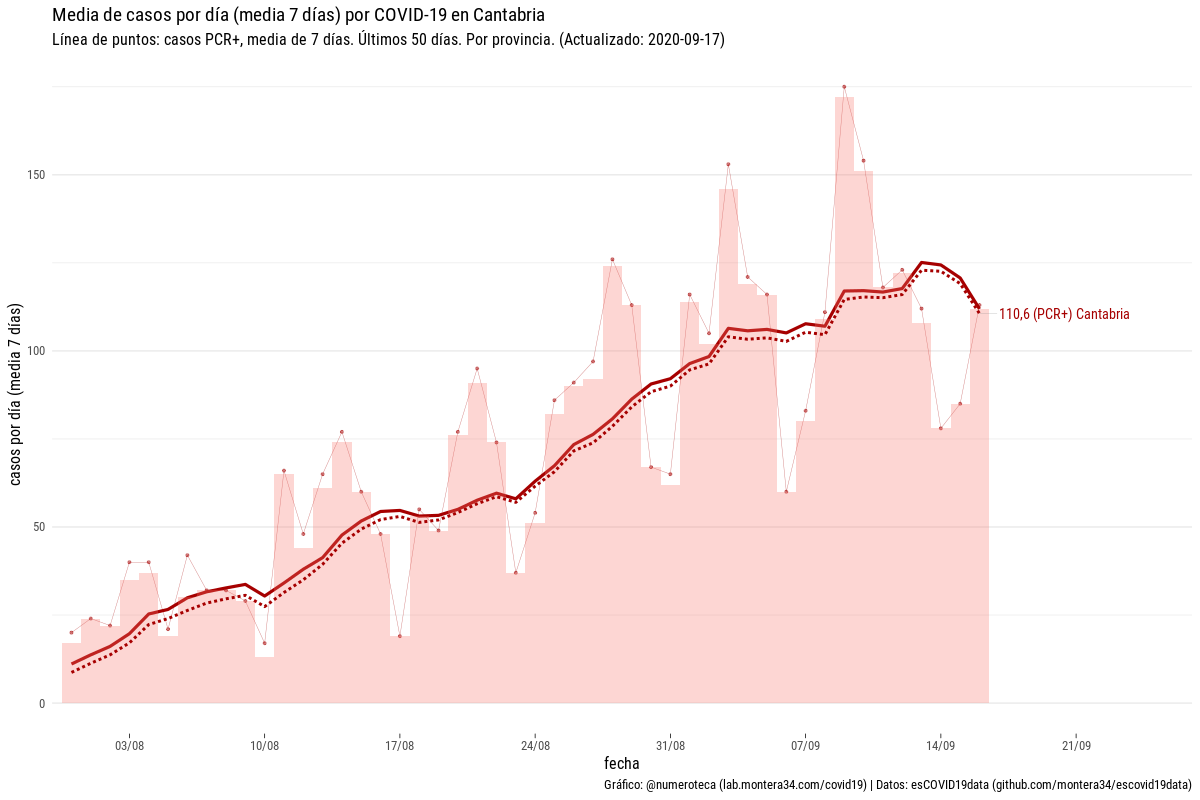 Media de casos por día (media 7 días) por COVID-19 en Cantabria
Línea de puntos: casos PCR+, media de 7 días. Últimos 50 días. Por provincia. (Actualizado: 2020-09-17)
casos por día (media 7 días)
150
100
50
0
110,6 (PCR+) Cantabria
03/08
10/08
17/08
24/08
31/08
07/09
14/09
21/09
fecha
Gráfico: @numeroteca (lab.montera34.com/covid19) | Datos: esCOVID19data (github.com/montera34/escovid19data)